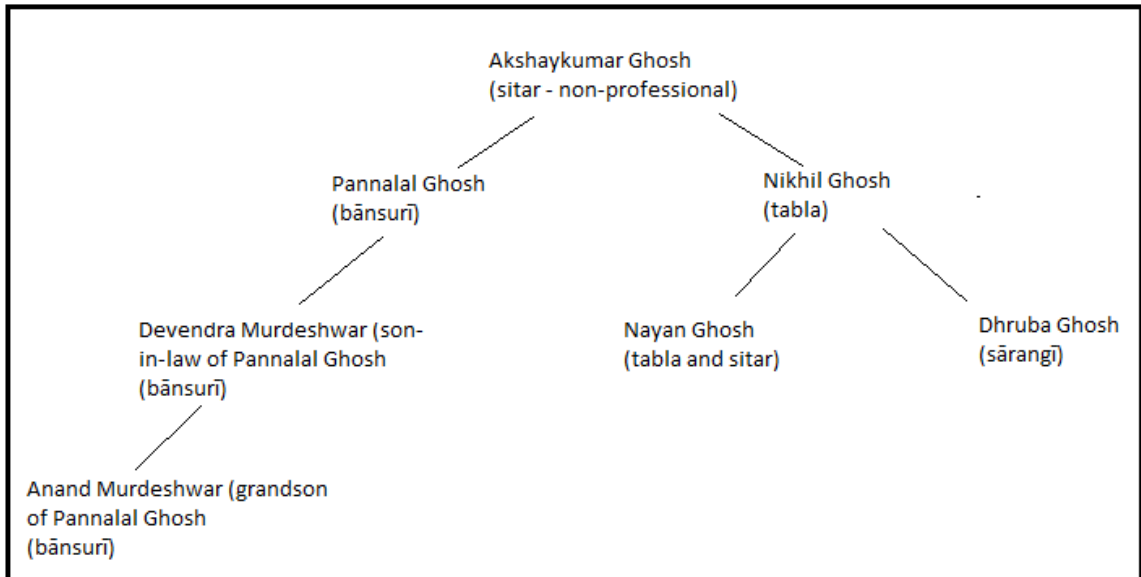 Akshaykumar Ghosh
(sitar - non-professional)
Pannalal Ghosh
(bānsurī)
Nikhil Ghosh
(tabla)
Devendra Murdeshwar (son-
in-law of Pannalal Ghosh
(bānsurī)
Nayan Ghosh
(tabla and sitar)
Dhruba Ghosh
(sārangī)
Anand Murdeshwar (grandson
of Pannalal Ghosh
(bānsurī)